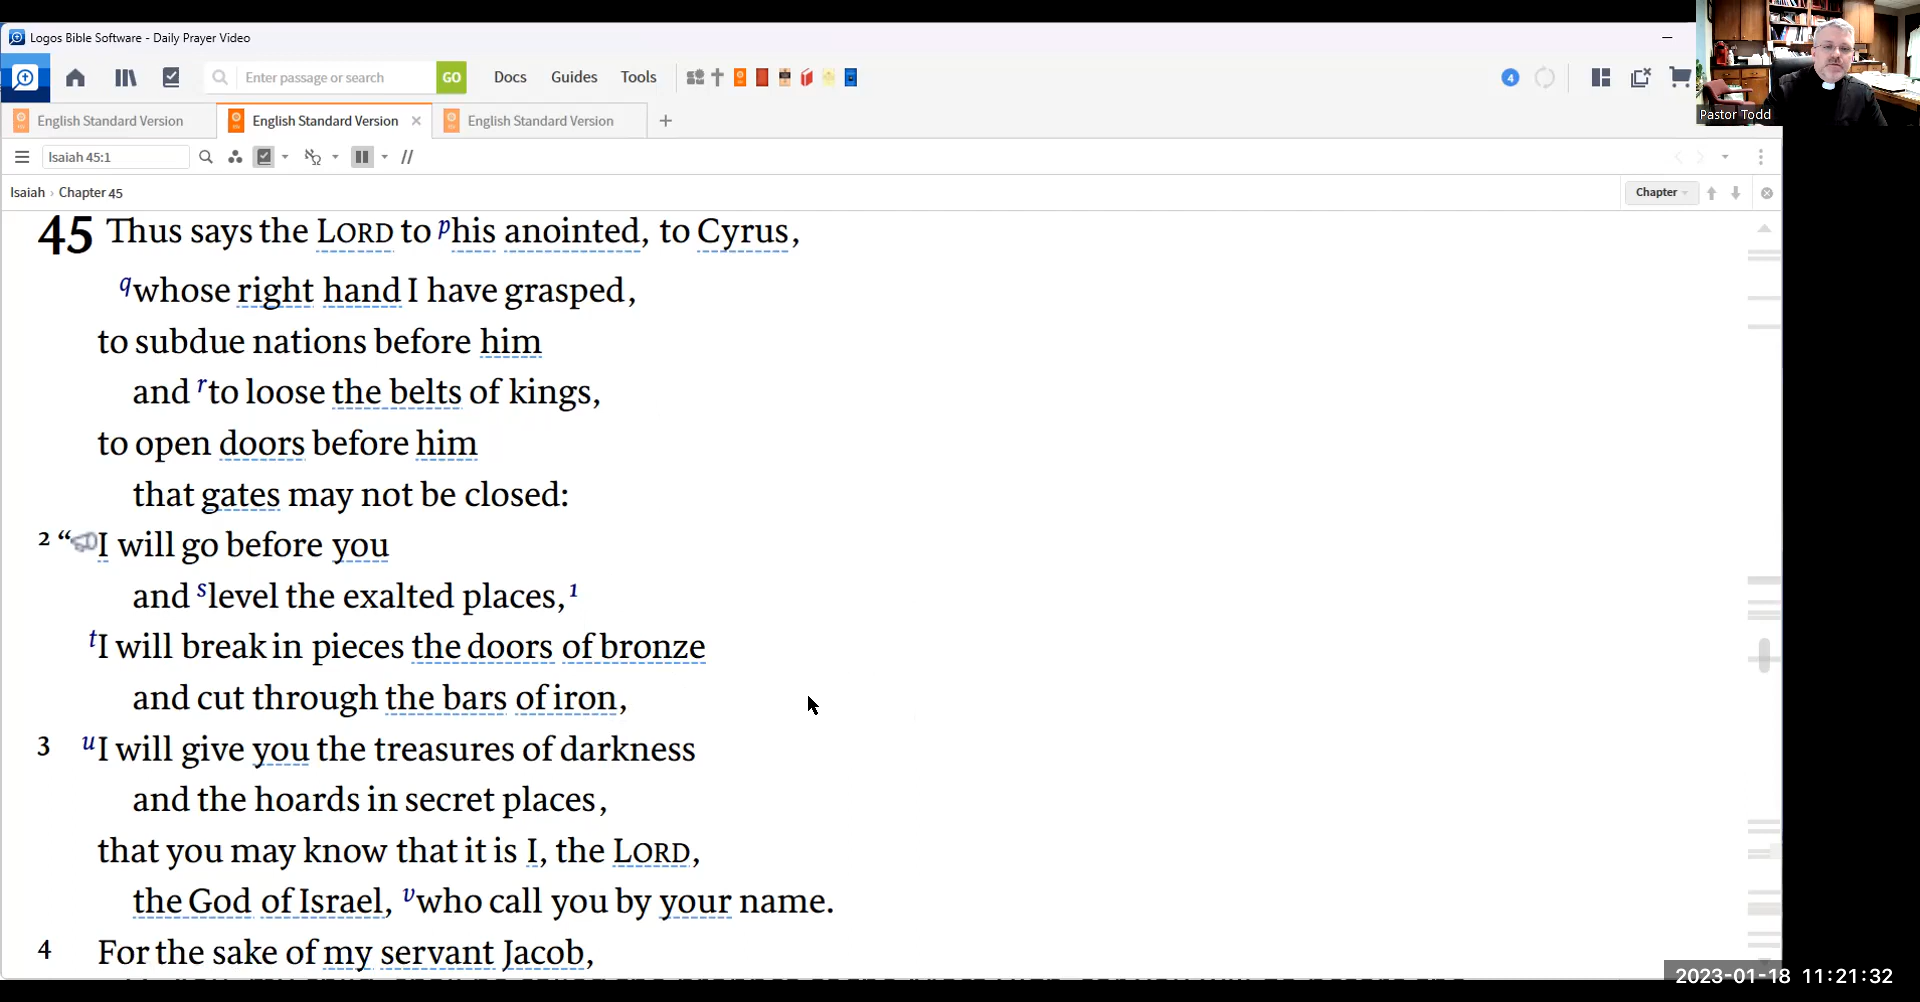 Logos Bible Software - Daily Prayer Video
Enter passage or search GO Docs Guides Tools 4
Pastor Todd
English Standard Version English Standard Version English Standard Version
Isaiah 45:1
Isaiah › Chapter 45 Chapter
45 Thus says the LORD to p his anointed, to Cyrus,
q whose right hand I have grasped,
to subdue nations before him
and r to loose the belts of kings,
to open doors before him
that gates may not be closed:
2 “I will go before you
and s level the exalted places, 1
t I will break in pieces the doors of bronze
and cut through the bars of iron,
3 u I will give you the treasures of darkness
and the hoards in secret places,
that you may know that it is I, the LORD,
the God of Israel, v who call you by your name.
4 For the sake of my servant Jacob,
2023-01-18 11:21:32